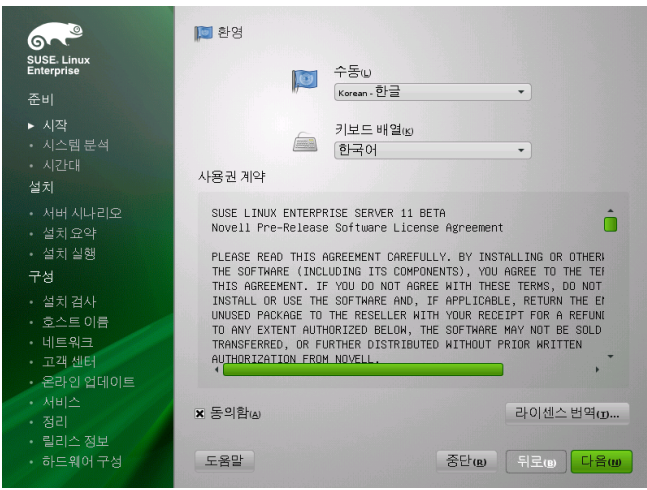 SUSE. Linux
Enterprise
준비
시작
시스템 분석
시간대
설치
서버 시나리오
설치 요약
설치 실행
구성
설치 검사
호스트 이름
네트워크
고객 센터
온라인 업데이트
서비스
정리
릴리스 정보
하드웨어 구성
환영
수동(L)
Korean - 한글
키보드 배열(K)
한국어
사용권 계약
SUSE LINUX ENTERPRISE SERVER 11 BETA
Novell Pre-Release Software License Agreement
PLEASE READ THIS AGREEMENT CAREFULLY. BY INSTALLING OR
THE SOFTWARE (INCLUDING ITS COMPONENTS), YOU AGREE TO THE
THIS AGREEMENT. IF YOU DO NOT AGREE WITH THESE TERMS, DO NOT
INSTALL OR USE THE SOFTWARE AND, IF APPLICABLE, RETURN THE
UNUSED PACKAGE TO THE RESELLER WITH YOUR RECEIPT FOR A
TO ANY EXTENT AUTHORIZED BELOW, THE SOFTWARE MAY NOT BE SOLD
TRANSFERRED, OR FURTHER DISTRIBUTED WITHOUT PRIOR WRITTEN
AUTHORIZATION FROM NOVELL.
동의함(A)
라이센스 번역(T)...
도움말
중단(R)
뒤로(B)
다음(N)